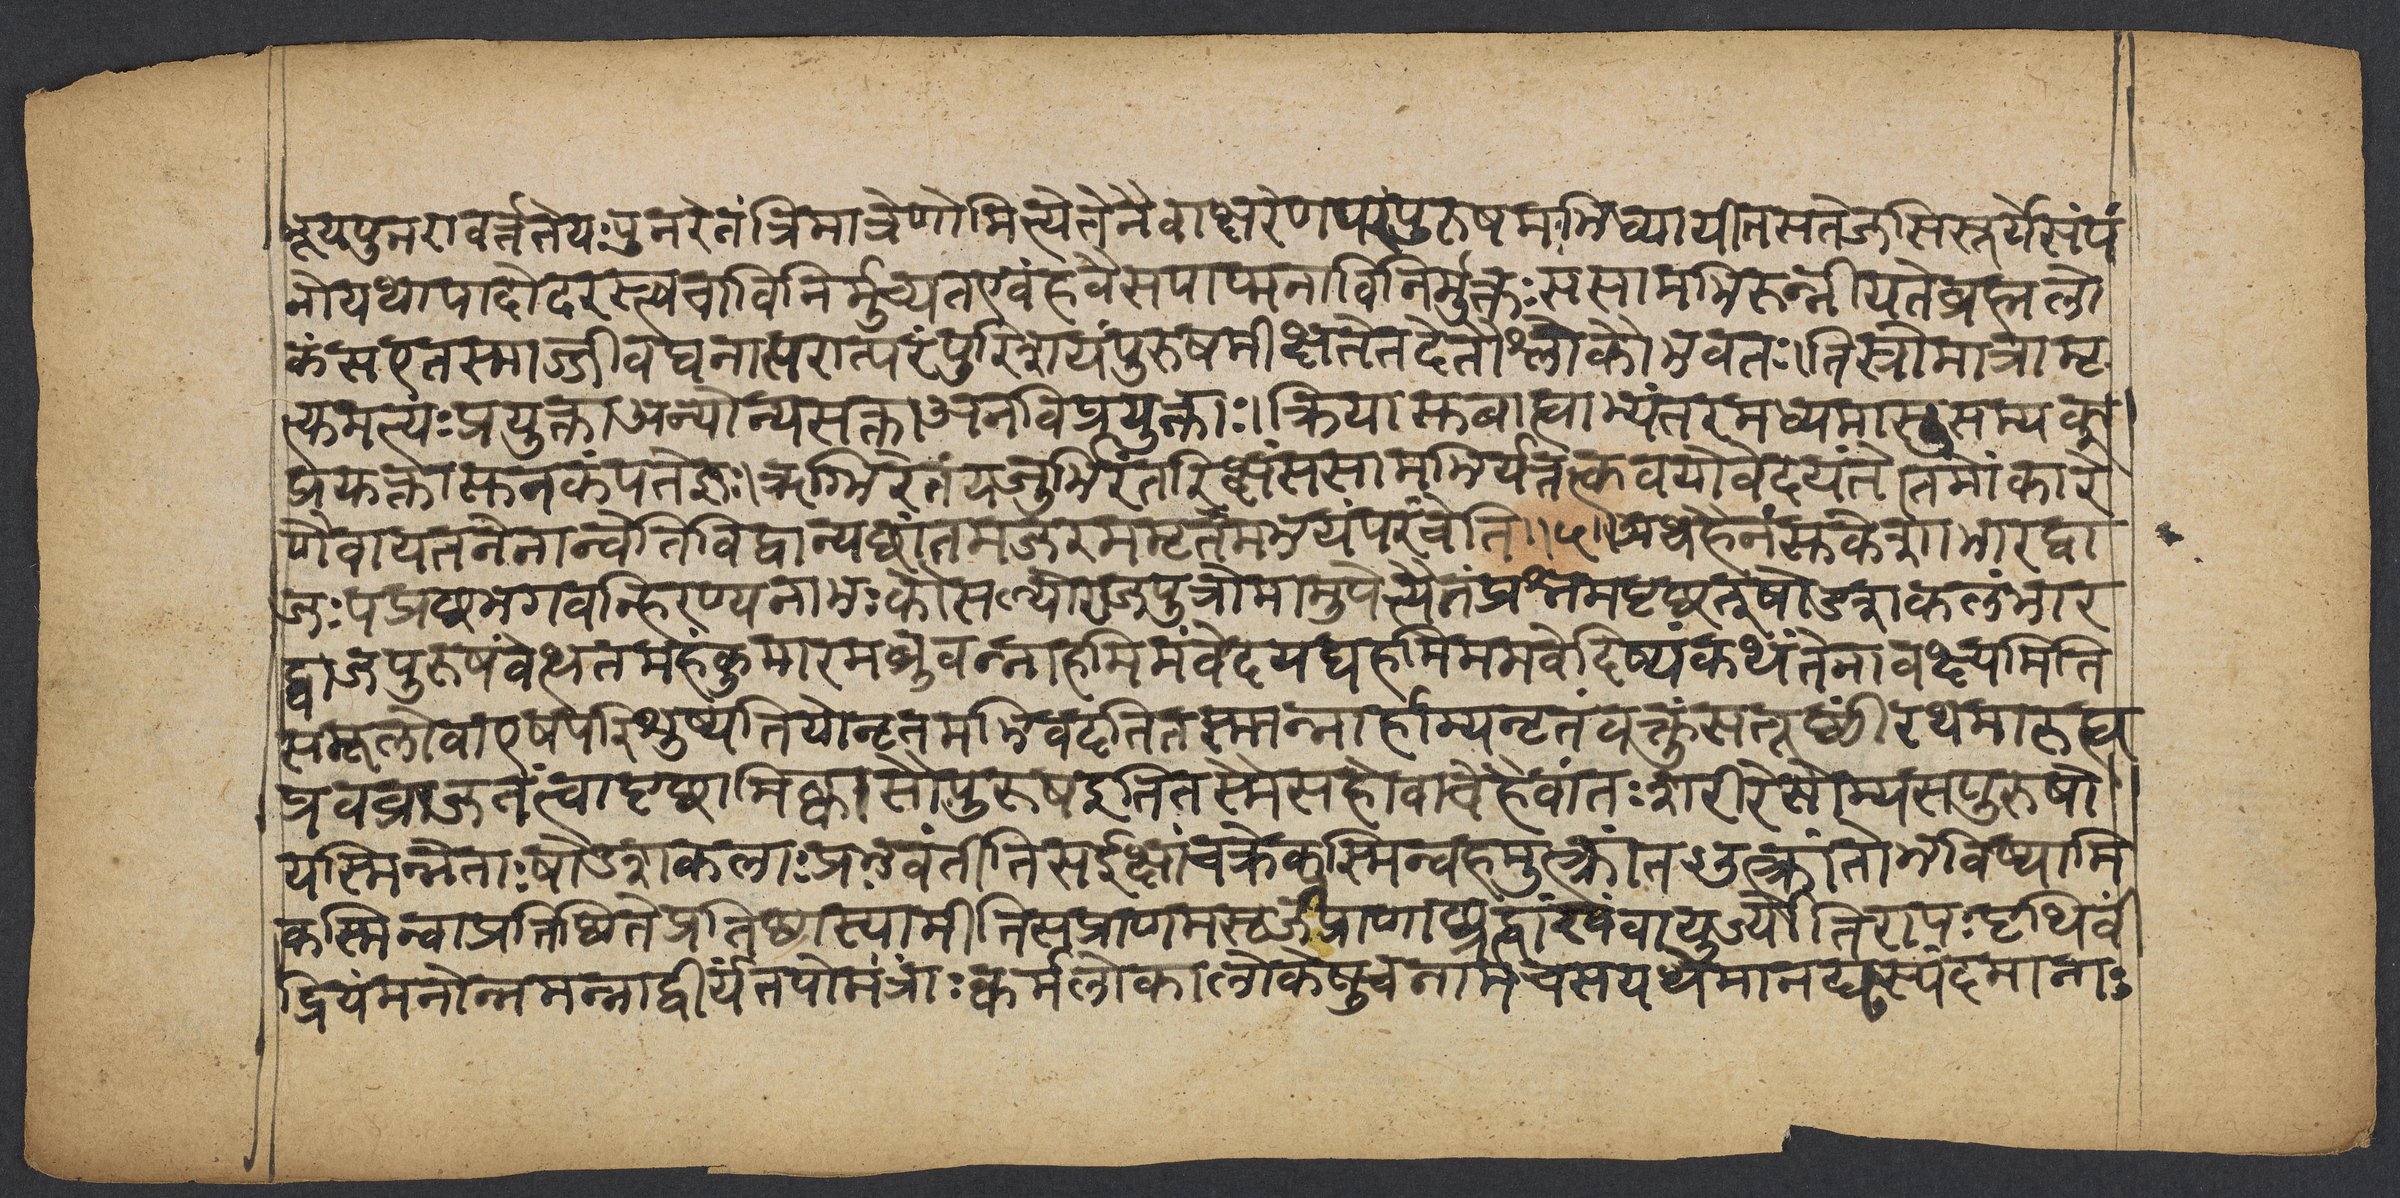 भूयपुनरावर्त्ततेयःपुनरेतंत्रिमात्रेणोमित्येतेनैवाक्षरेणपरंपुरुषमभिध्यायीतसतेजसिसूर्येसंपं
नोयथापादोदरस्त्वचाविनिर्मुच्यतएवंहवैसपाप्मनाविनिर्मुक्तःससामभिरुन्नीयतेब्रह्मलो
कंसएतस्माज्जीवघनात्परात्परंपुरिशयंपुरुषमीक्षतेतदेतौश्लोकौभवतः।तिस्रोमात्रामृ
त्युमत्यःप्रयुक्ताअन्योन्यसक्ताअनविप्रयुक्ताः।क्रियासुबाह्याभ्यंतरमध्यमासुसम्यक्
प्रयुक्तासुनकंपतेज्ञः।ऋग्भिरेतंयजुर्भिरंतरिक्षंससामभिर्यत्तत्कवयोवेदयंते।तमोंकारे
णैवायतनेनान्वेतिविद्वान्यछांतमजरममृतमभयंपरंचेति॥५॥अथहैनंसुकेशाभारद्वा
जःपप्रछभगवन्हिरण्यनाभःकौसल्योराजपुत्रोमामुपेत्यैतंप्रश्नमपृछतषोडशकलंभार
द्वाजपुरुषंवेत्थतमहंकुमारमब्रुवन्नाहमिमंवेदयद्यहमिममवेदिष्यंकथंतेनावक्ष्यमिति
समूलोवाएषपरिशुष्यतियोनृतमभिवदतितस्मान्नार्हाम्यनृतंवक्तुंसतूष्णीरथमारुह्य
प्रवव्राजतंत्वापृछामिक्वासौपुरुषइतितस्मैसहोवाचेहैवांतःशरीरेसोम्यसपुरुषो
यस्मिन्नेताःषोडशकलाःप्रभवंतीतिसईक्षांचक्रेकस्मिन्वहमुत्क्रांतउत्क्रांतोभविष्यामि
कस्मिन्वाप्रतिष्ठितेप्रतिष्ठास्यामीतिसप्राणमसृजप्राणाछ्रद्धांखंवायुर्ज्योतिरापःपृथिवीं
द्रियंमनोन्नमन्नाद्वीर्यंतपोमंत्राःकर्मलोकालोकेषुचनामचसयथेमानद्यस्पंदमानाः